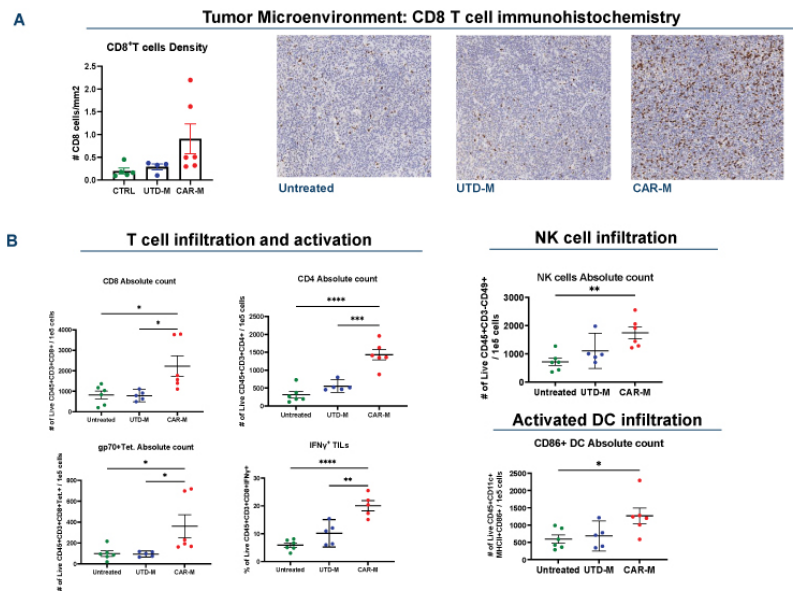 A
Tumor Microenvironment: CD8 T cell immunohistochemistry
CD8+T cells Density
# CD8 cells/mm2
2.5
2.0
1.5
1.0
0.5
0.0
CTRL UTD-M CAR-M
Untreated
UTD-M
CAR-M
B
T cell infiltration and activation
CD8 Absolute count
# of Live CD45+CD3+CD8+ / 1e5 cells
4000
3000
2000
1000
0
*
*
Untreated UTD-M CAR-M
CD4 Absolute count
# of Live CD45+CD3+CD4+ / 1e5 cells
2500
2000
1500
1000
500
0
****
***
Untreated UTD-M CAR-M
gp70+Tet. Absolute count
# of Live CD45+CD3+CD8+Tet.+ / 1e5 cells
800
600
400
200
0
*
*
Untreated UTD-M CAR-M
IFNγ+ TILs
% of Live CD45+CD3+CD8+IFNγ+
30
20
10
0
****
**
Untreated UTD-M CAR-M
NK cell infiltration
NK cells Absolute count
# of Live CD45+CD3-CD49+
/ 1e5 cells
3000
2000
1000
0
**
Untreated UTD-M CAR-M
Activated DC infiltration
CD86+ DC Absolute count
# of Live CD45+CD11c+
MHCII+CD86+ / 1e5 cells
2500
2000
1500
1000
500
0
*
Untreated UTD-M CAR-M